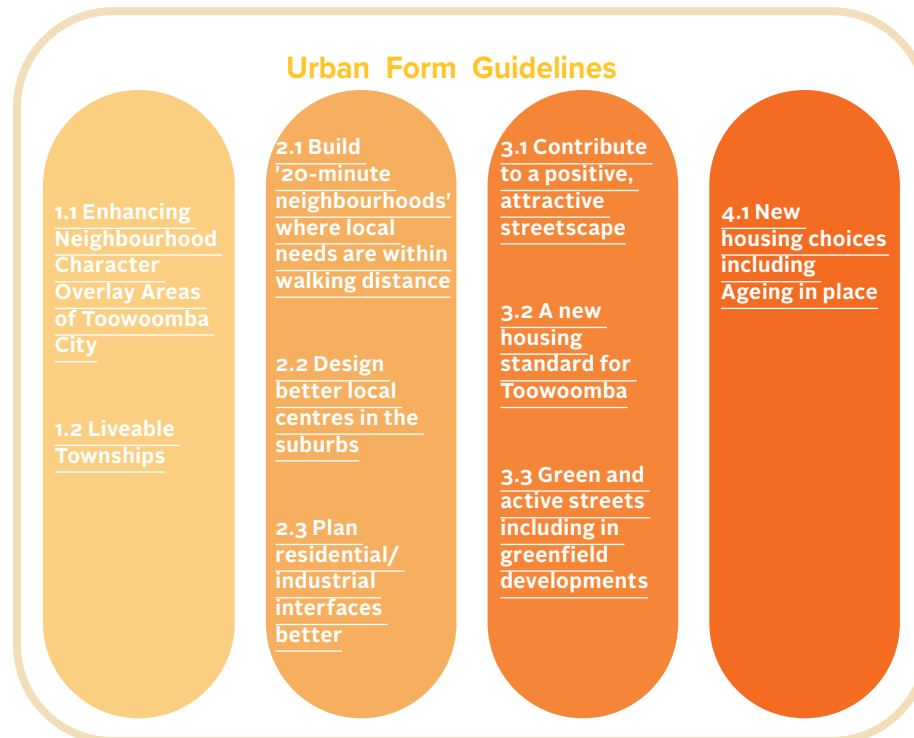 Urban Form Guidelines
1.1 Enhancing
Neighbourhood
Character
Overlay Areas
of Toowoomba
City
1.2 Liveable
Townships
2.1 Build
'20-minute
neighbourhoods'
where local
needs are within
walking distance
2.2 Design
better local
centres in the
suburbs
2.3 Plan
residential/
industrial
interfaces
better
3.1 Contribute
to a positive,
attractive
streetscape
3.2 A new
housing
standard for
Toowoomba
3.3 Green and
active streets
including in
greenfield
developments
4.1 New
housing choices
including
Ageing in place